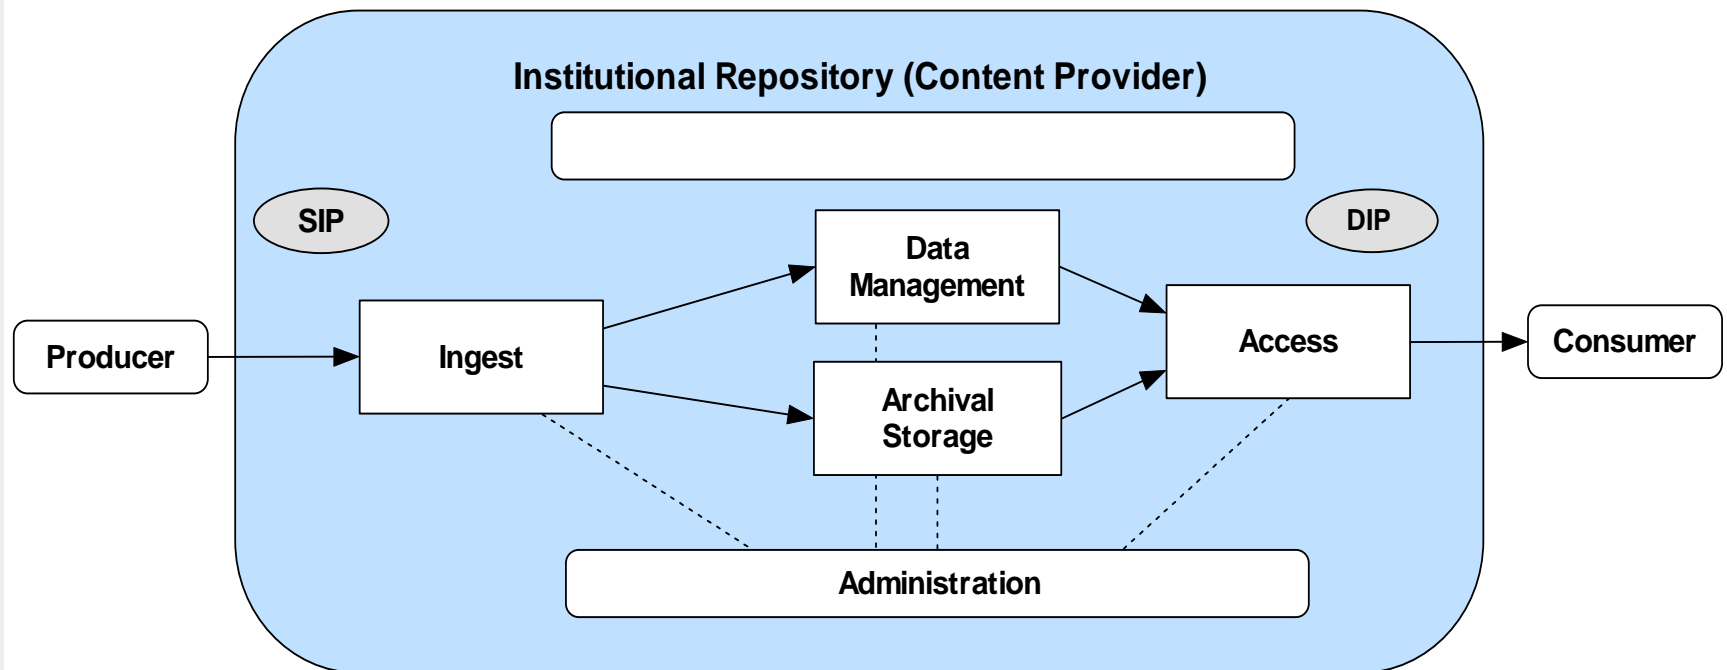 Institutional Repository (Content Provider)
SIP
DIP
Data
Management
Producer
Ingest
Access
Consumer
Archival
Storage
Administration